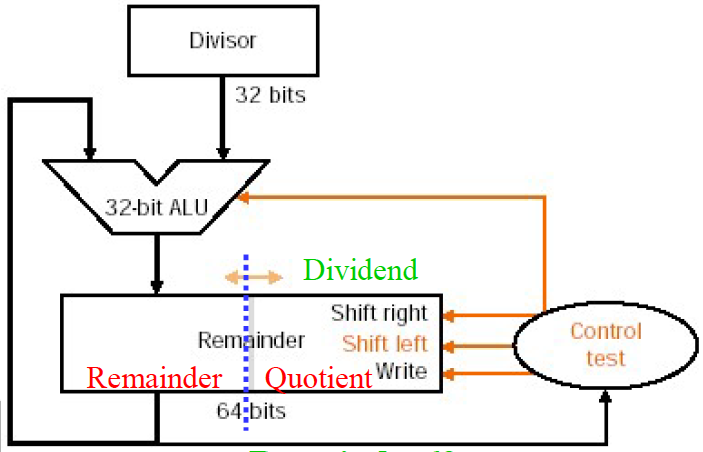 Divisor
32 bits
32-bit ALU
Dividend
Shift right
Remainder
Shift left
Control
test
Write
Remainder
Quotient
64 bits